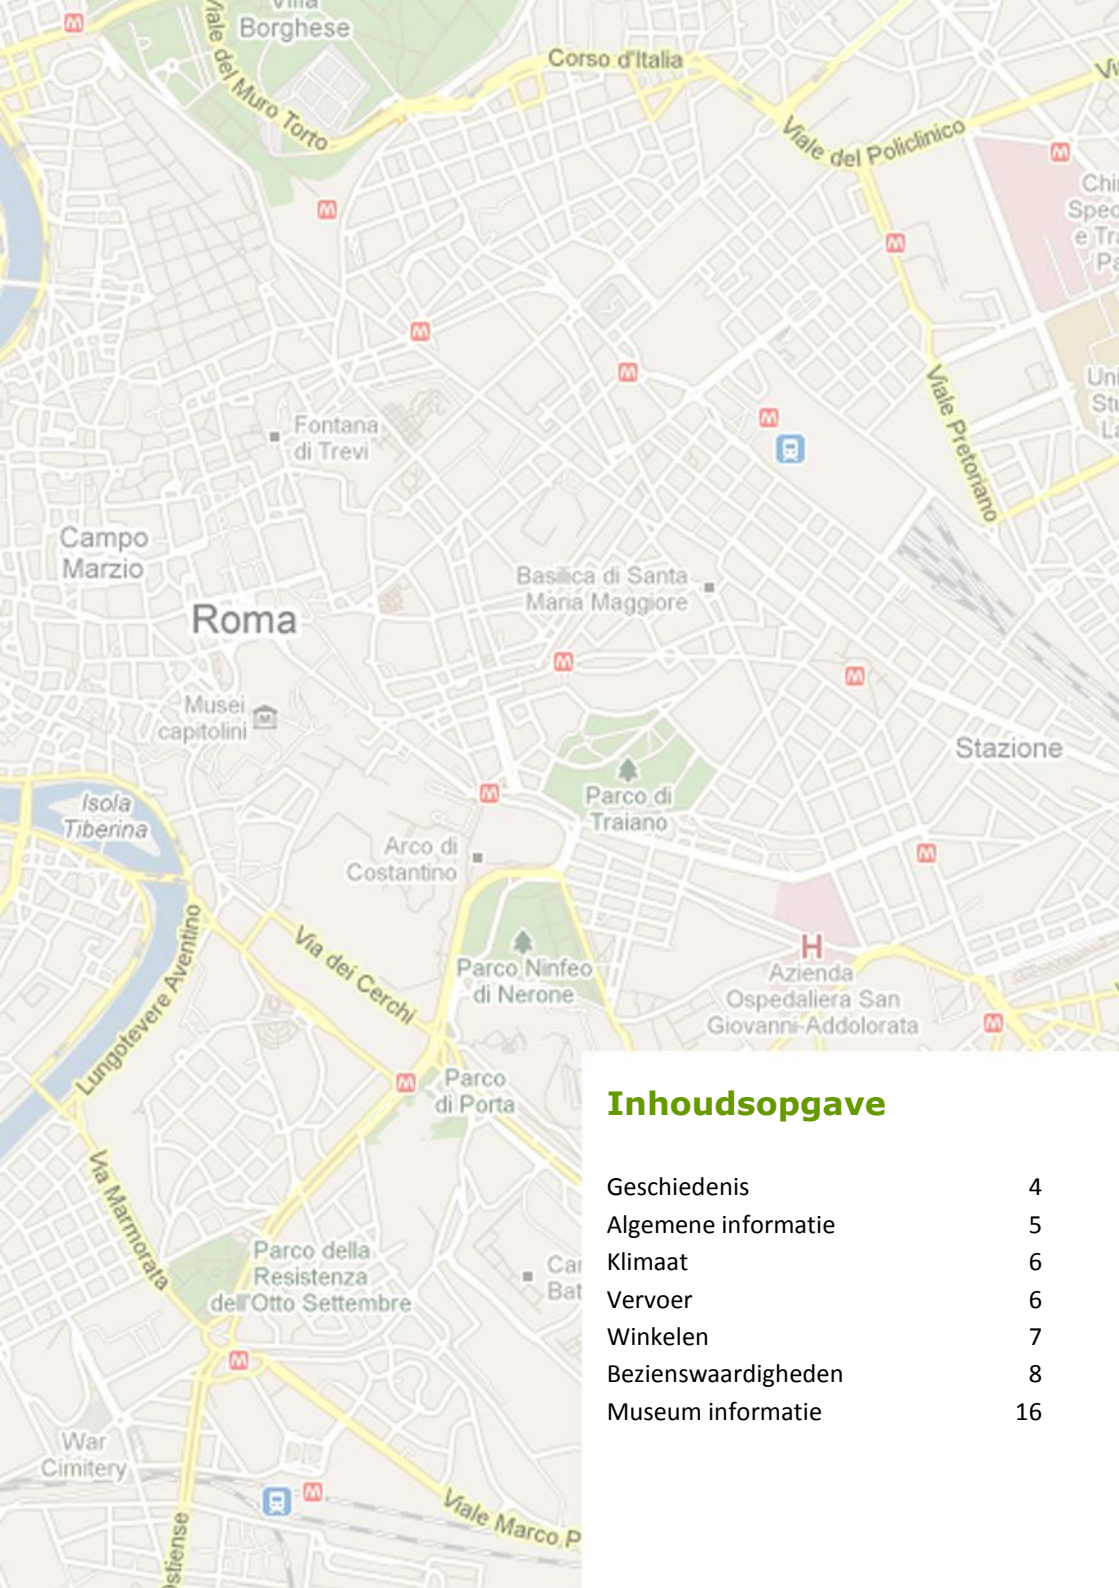 Villa
Borghese
Viale del Muro Torto
Corso d'Italia
Viale del Policlinico
Viale Pretoriano
Fontana
di Trevi
Campo
Marzio
Roma
Basilica di Santa
Maria Maggiore
Musei
capitolini
Stazione
Isola
Tiberina
Parco di
Traiano
Arco di
Costantino
Lungotevere Aventino
Via dei Cerchi
Parco Ninfeo
di Nerone
H
Azienda
Ospedaliera San
Giovanni-Addolorata
Parco
di Porta
Via Marmorata
Parco della
Resistenza
dell'Otto Settembre
War
Cimitery
Viale Marco P
Inhoudsopgave
Geschiedenis 4
Algemene informatie 5
Klimaat 6
Vervoer 6
Winkelen 7
Bezienswaardigheden 8
Museum informatie 16